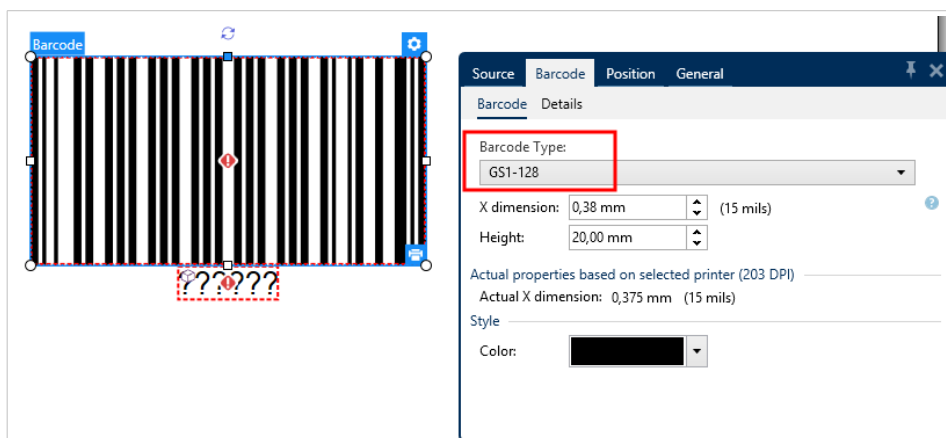 Barcode
??????
Source Barcode Position General
Barcode Details
Barcode Type:
GS1-128
X dimension: 0,38 mm (15 mils)
Height: 20,00 mm
Actual properties based on selected printer (203 DPI)
Actual X dimension: 0,375 mm (15 mils)
Style
Color: